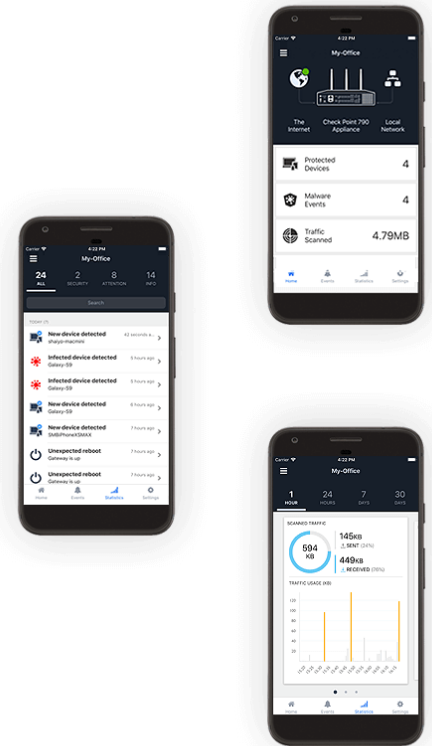 Carrier 4:22 PM
My-Office
The Internet
Check Point 790 Appliance
Local Network
Protected Devices 4
Malware Events 4
Traffic Scanned 4.79MB
Home Events Statistics Settings
Carrier 4:22 PM
My-Office
24 2 8 14
ALL SECURITY ATTENTION INFO
Search
TODAY (7)
New device detected 42 seconds a...
shalyo-macmini
Infected device detected 5 hours ago
Galaxy-S9
Infected device detected 5 hours ago
Galaxy-S9
New device detected 6 hours ago
Galaxy-S9
New device detected 7 hours ago
SMBiPhoneXSMAX
Unexpected reboot 7 hours ago
Gateway is up
Unexpected reboot 7 hours ago
Gateway is up
Home Events Statistics Settings
Carrier 4:22 PM
My-Office
1 24 7 30
HOUR HOURS DAYS DAYS
SCANNED TRAFFIC
594 KB
145KB
SENT (24%)
449KB
RECEIVED (76%)
TRAFFIC USAGE (KB)
120
100
80
60
40
20
Home Events Statistics Settings